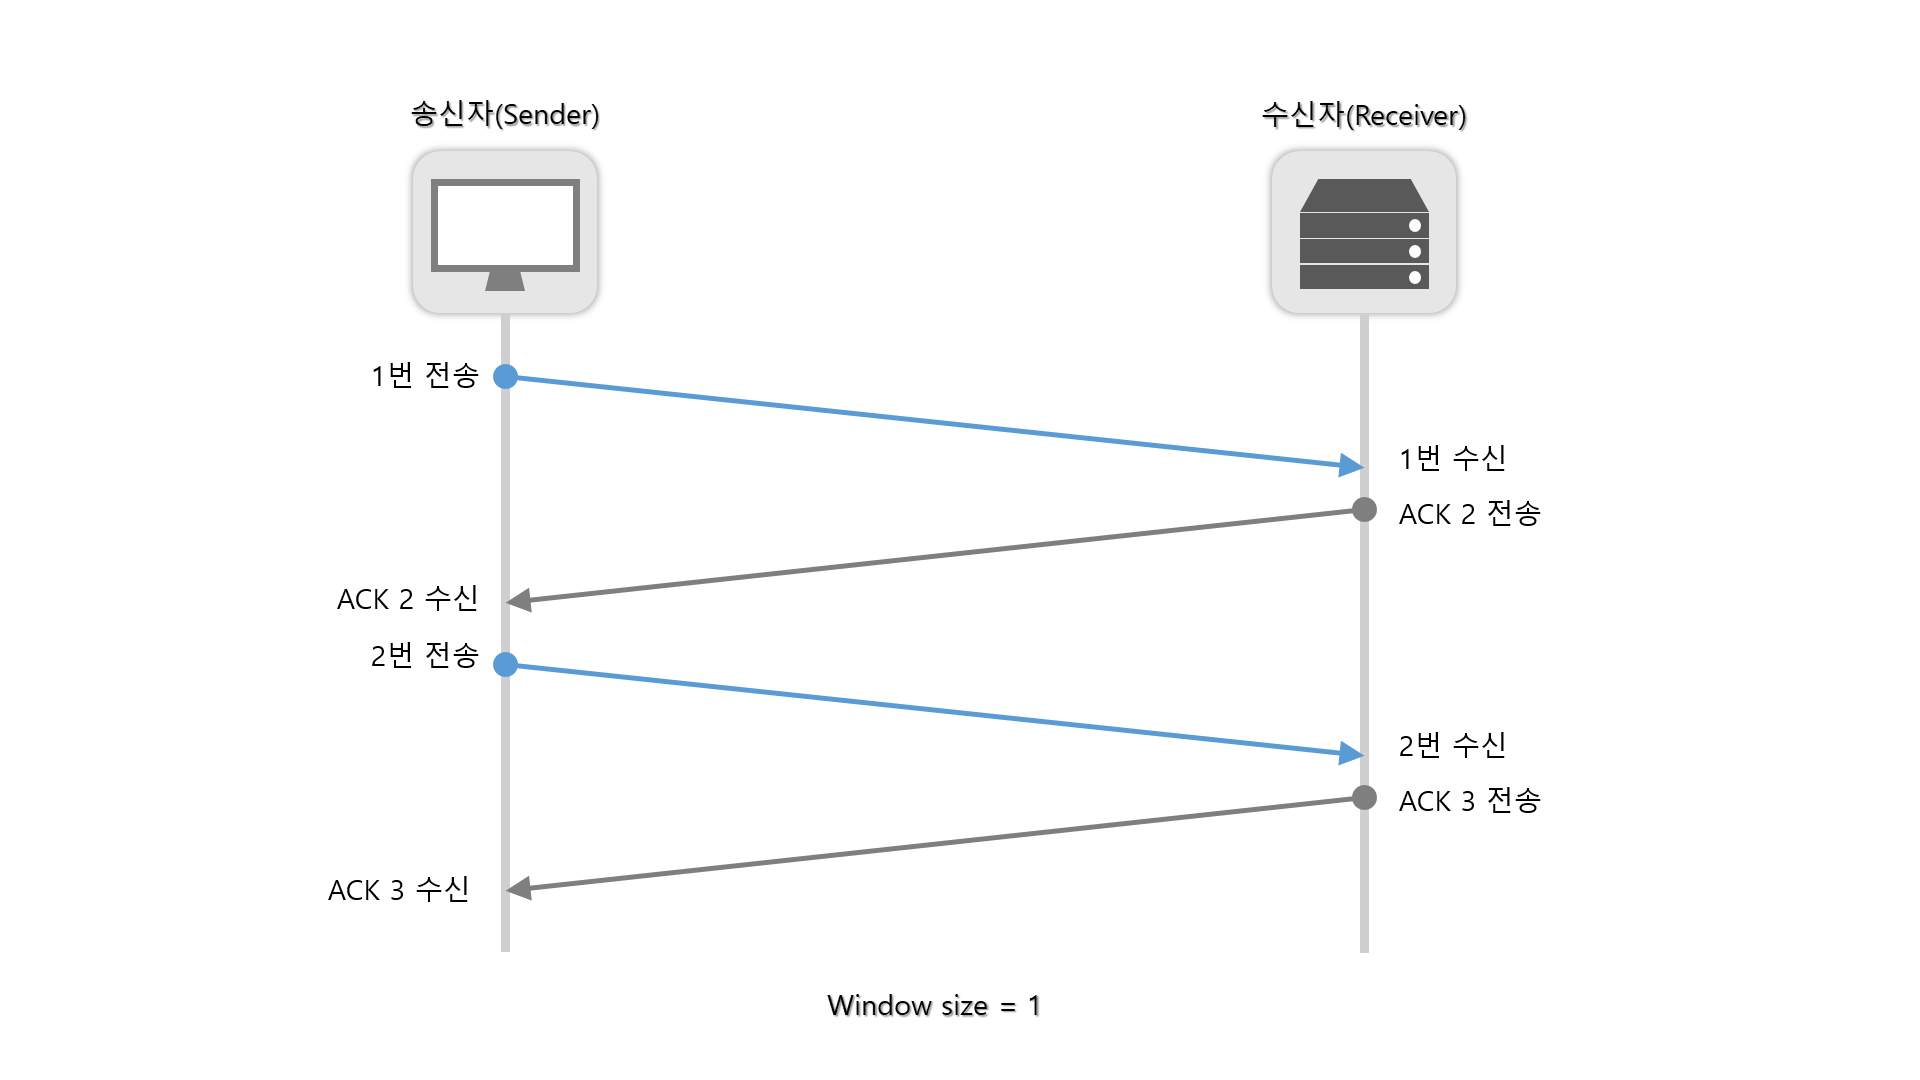 송신자(Sender)
수신자(Receiver)
1번 전송
1번 수신
ACK 2 전송
ACK 2 수신
2번 전송
2번 수신
ACK 3 전송
ACK 3 수신
Window size = 1